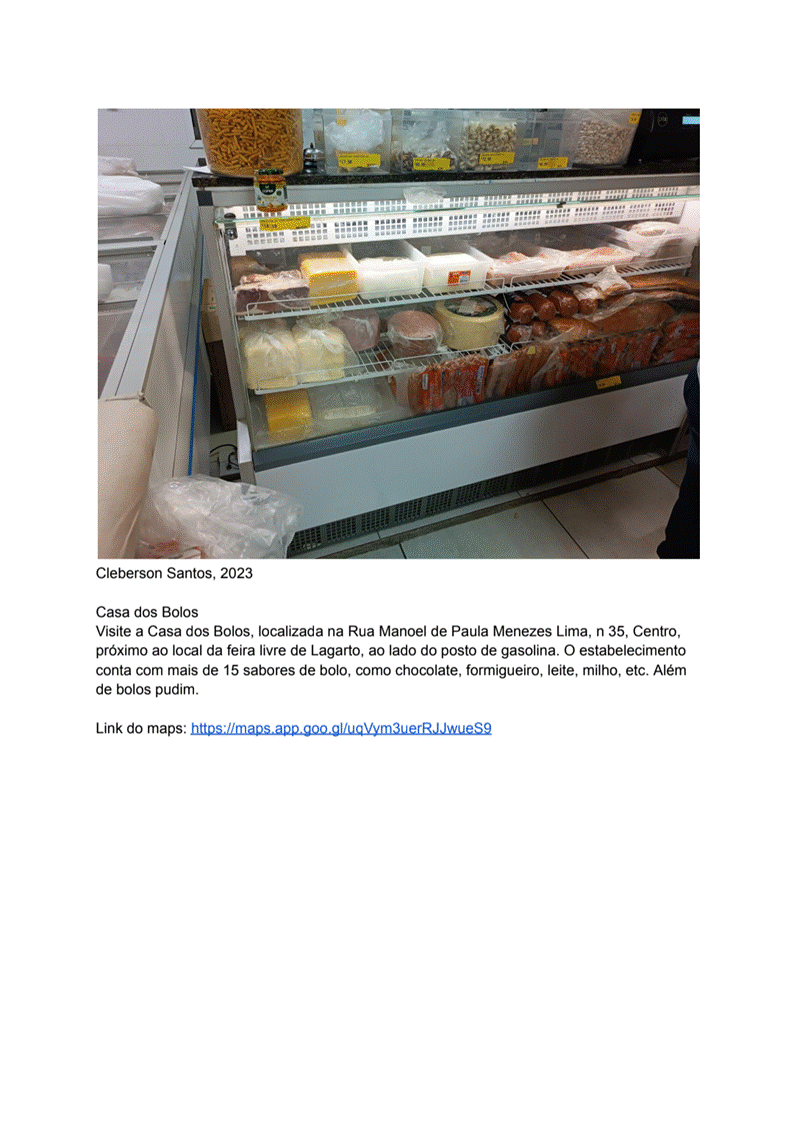 Cleberson Santos, 2023
Casa dos Bolos
Visite a Casa dos Bolos, localizada na Rua Manoel de Paula Menezes Lima, n 35, Centro,
próximo ao local da feira livre de Lagarto, ao lado do posto de gasolina. O estabelecimento
conta com mais de 15 sabores de bolo, como chocolate, formigueiro, leite, milho, etc. Além
de bolos pudim.
Link do maps: https://maps.app.goo.gl/uqVym3uerRJJwueS9